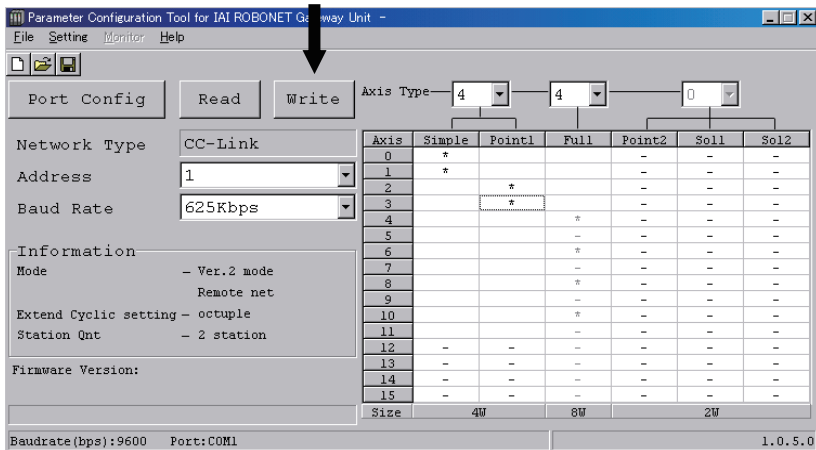 Parameter Configuration Tool for IAI ROBONET Gateway Unit -
File Setting Monitor Help
Port Config Read Write Axis Type 4 4 0
Network Type CC-Link
Address 1
Baud Rate 625Kbps
Information
Mode - Ver.2 mode
Remote net
Extend Cyclic setting - octuple
Station Qnt - 2 station
Firmware Version:
Axis Simple Point1 Full Point2 Sol1 Sol2
0 * - - -
1 * - - -
2 * - - -
3 * - - -
4 * - - -
5 - - - -
6 * - - -
7 - - - -
8 * - - -
9 - - - -
10 * - - -
11 - - - -
12 - - - - - -
13 - - - - - -
14 - - - - - -
15 - - - - - -
Size 4W 8W 2W
Baudrate(bps):9600 Port:COM1 1.0.5.0